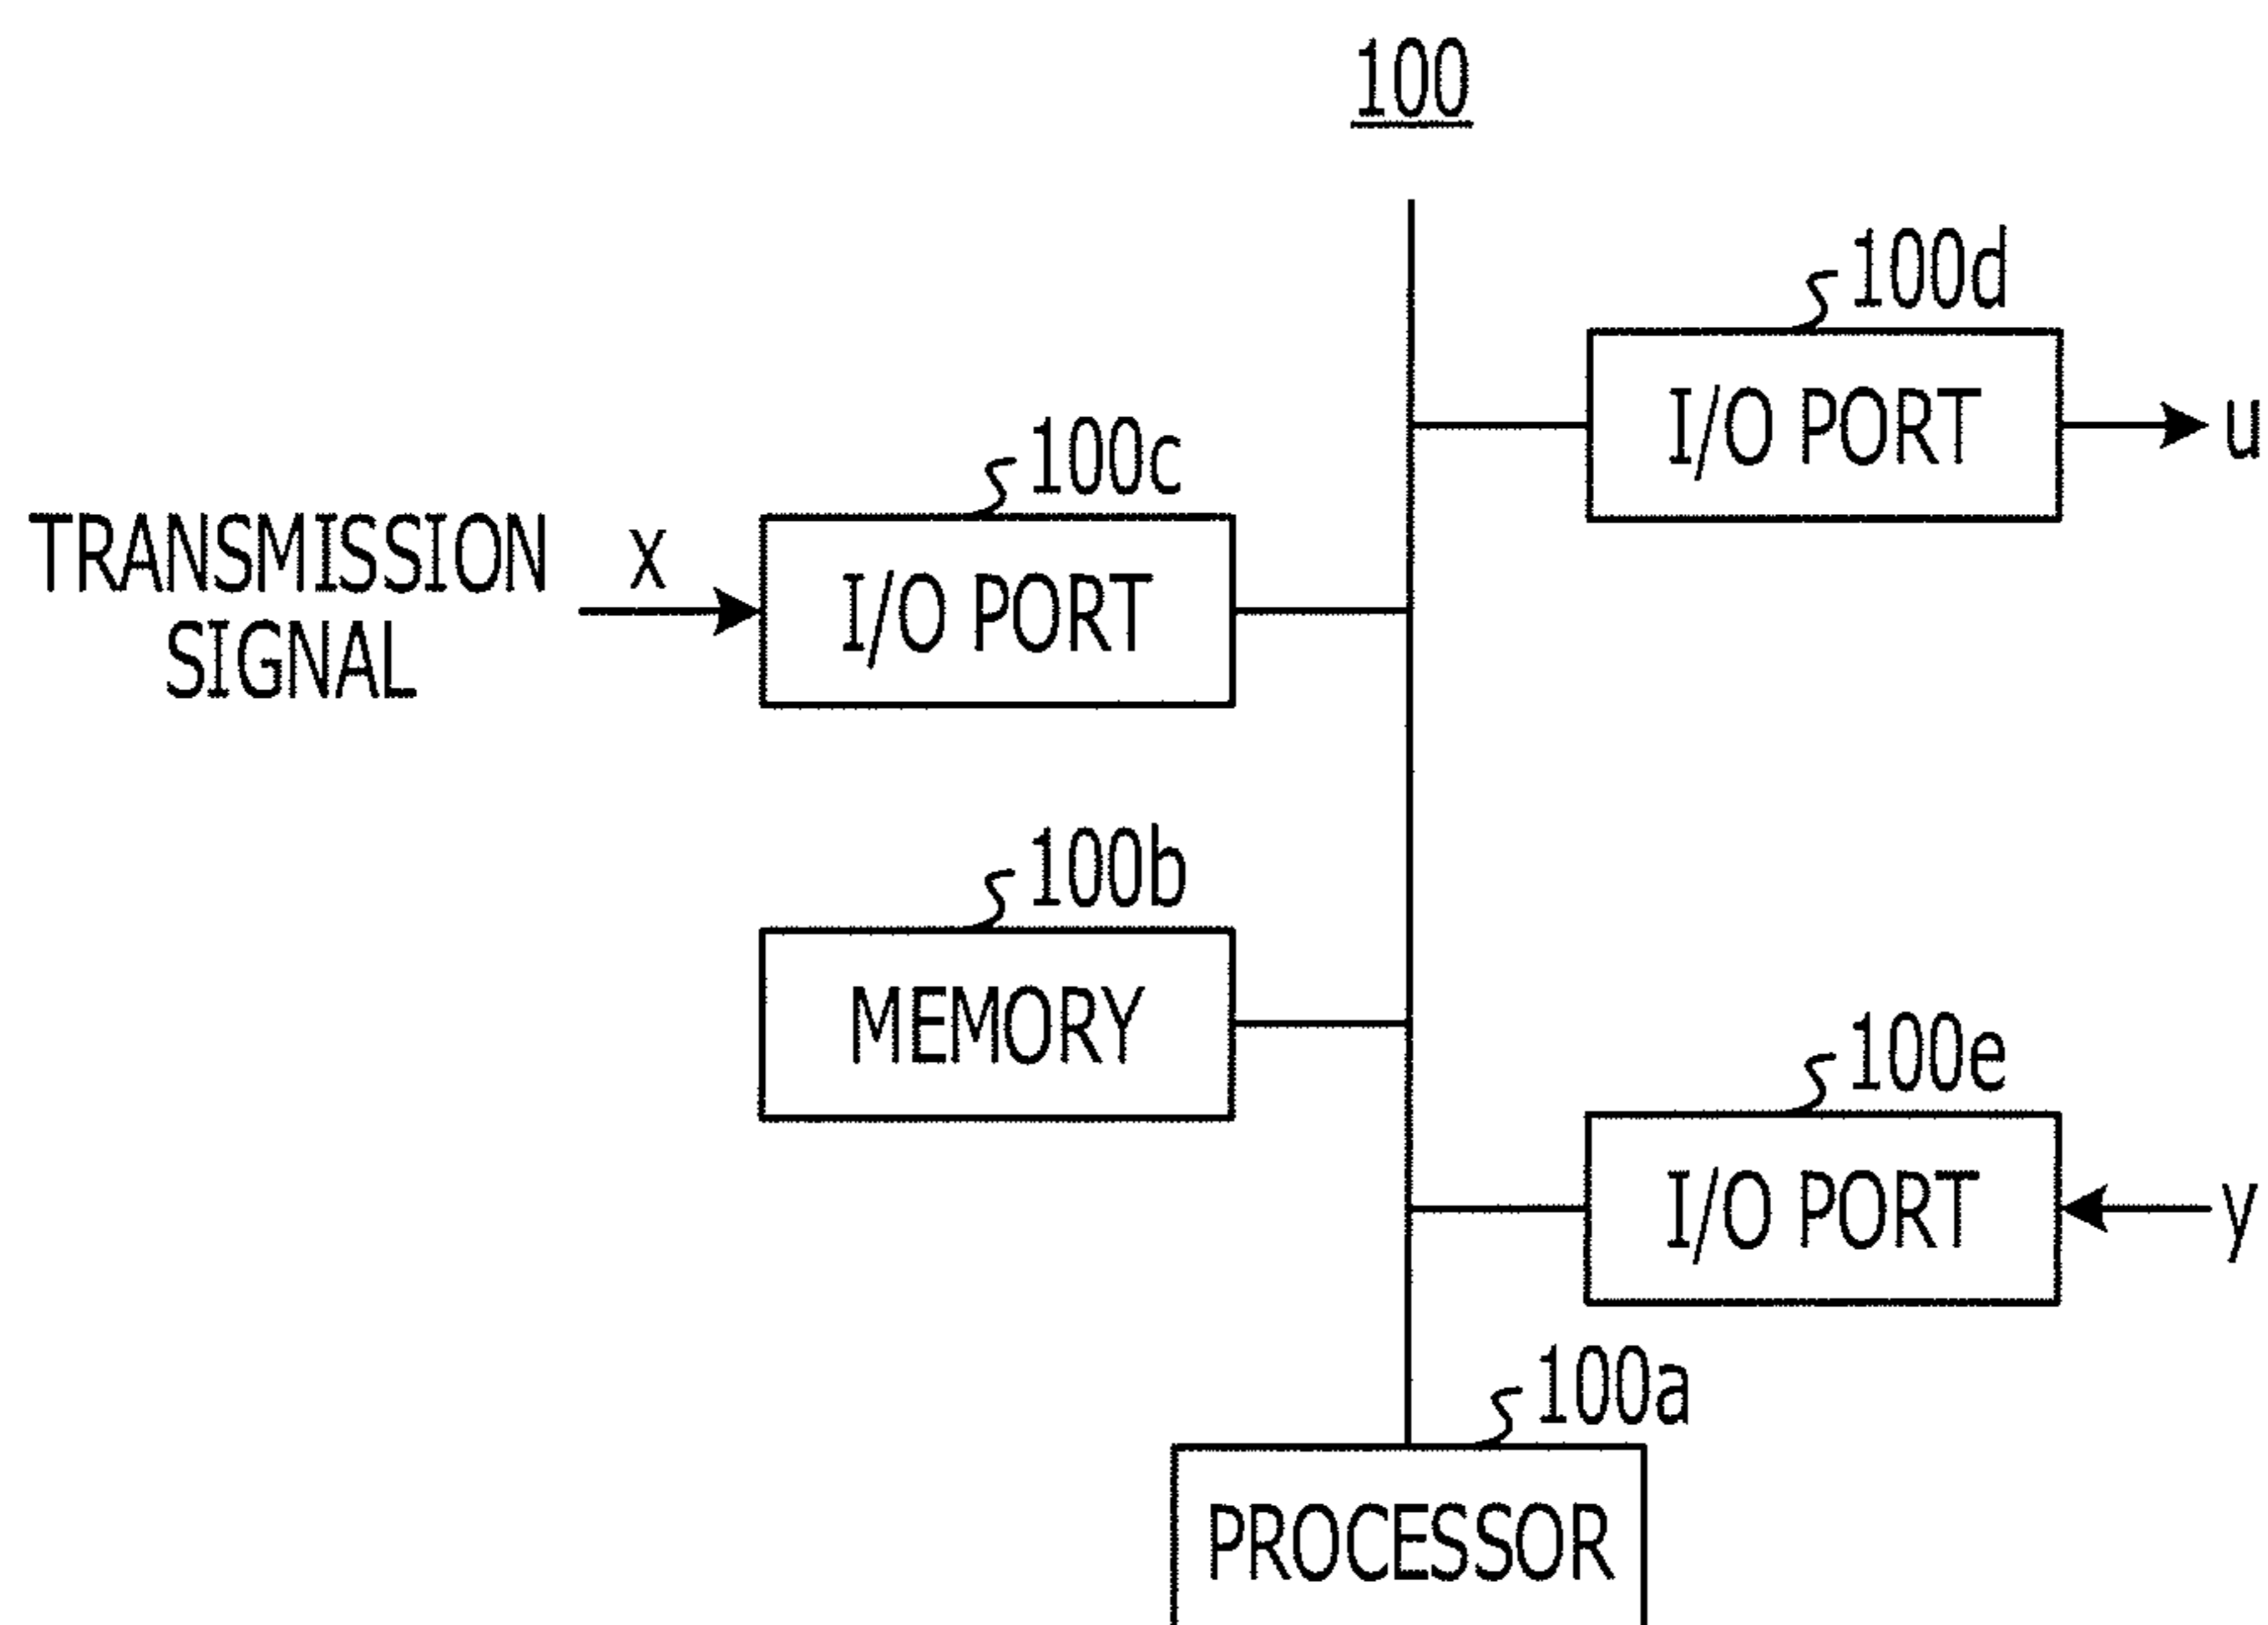 100
100d
I/O PORT
u
100c
TRANSMISSION
SIGNAL
x
I/O PORT
100b
MEMORY
100e
I/O PORT
y
100a
PROCESSOR